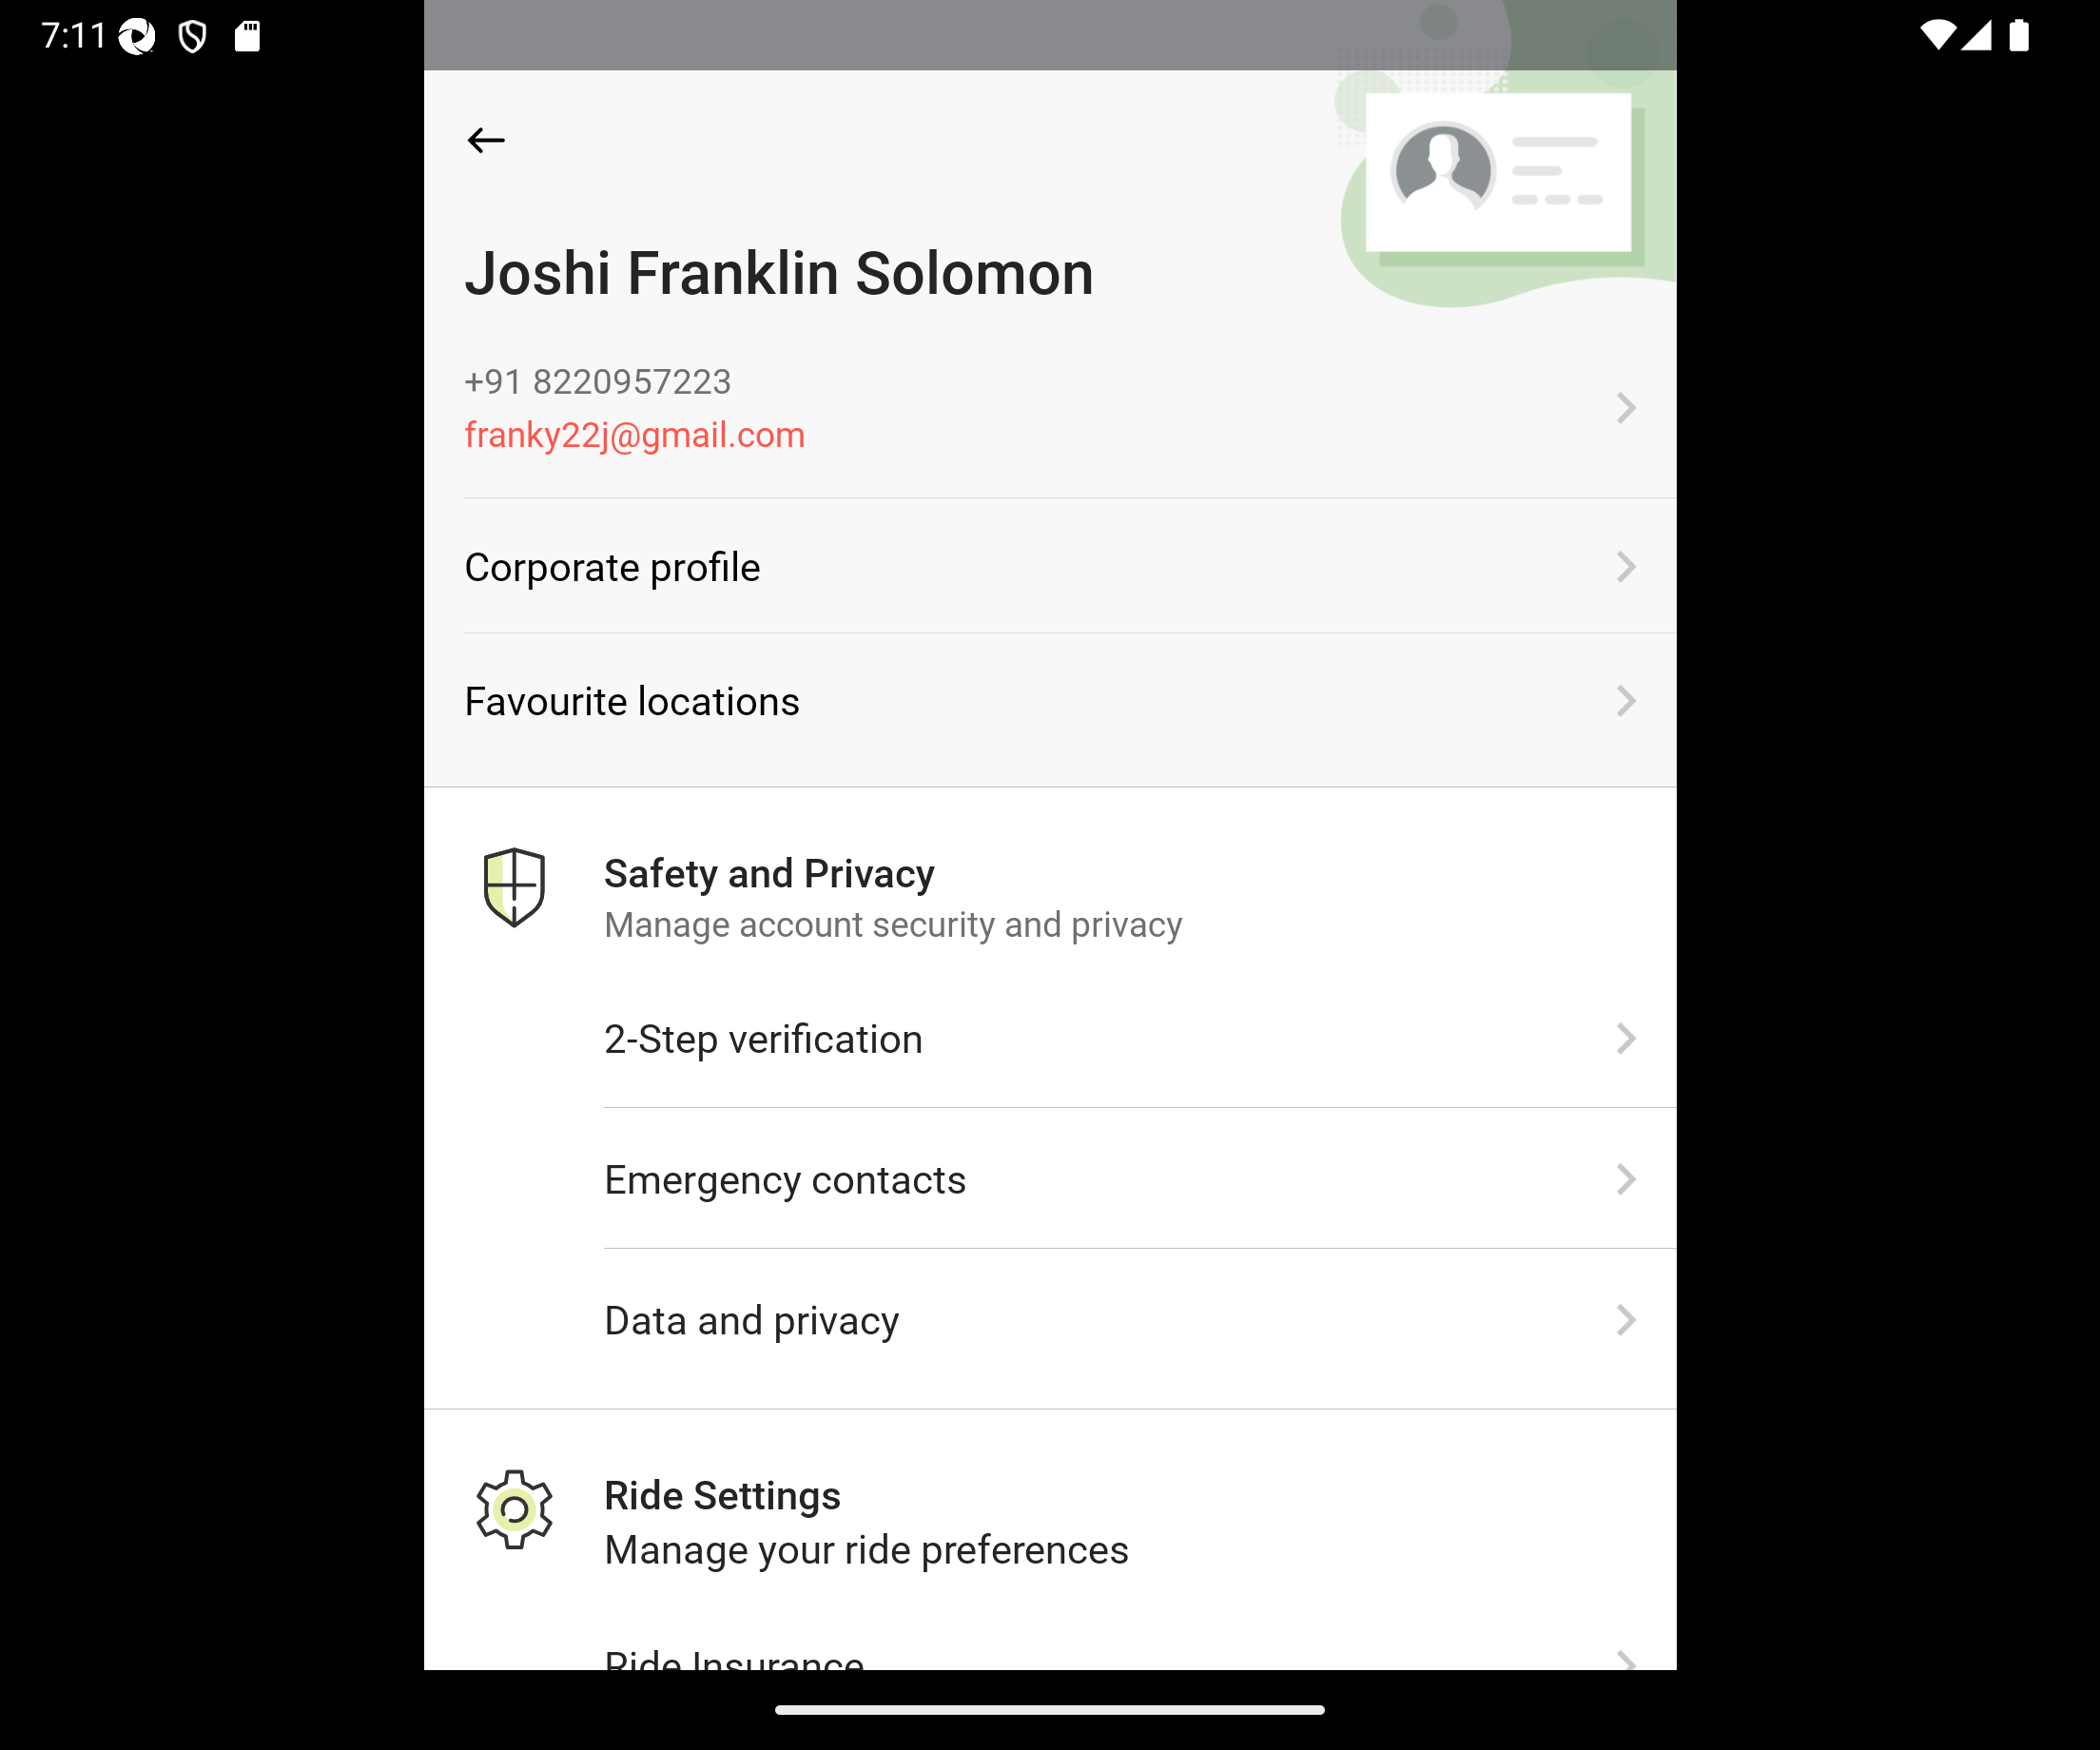 7:11
Joshi Franklin Solomon
+91 8220957223
franky22j@gmail.com
Corporate profile
Favourite locations
Safety and Privacy
Manage account security and privacy
2-Step verification
Emergency contacts
Data and privacy
Ride Settings
Manage your ride preferences
Ride Insurance